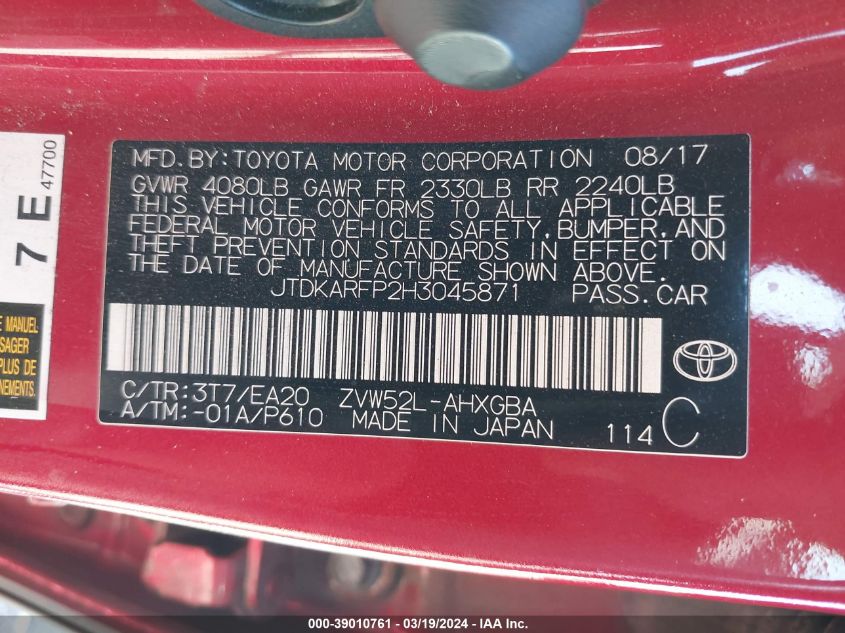 MFD.BY:TOYOTA MOTOR CORPORATION 08/17
GVWR 4080LB GAWR FR 2330LB RR 2240LB
THIS VEHICLE CONFORMS TO ALL APPLICABLE
FEDERAL MOTOR VEHICLE SAFETY,BUMPER,AND
THEFT PREVENTION STANDARDS IN EFFECT ON
THE DATE OF MANUFACTURE SHOWN ABOVE.
JTDKARFP2H3045871 PASS.CAR
C/TR:3T7/EA20 ZVW52L-AHXGBA
A/TM:-01A/P610 MADE IN JAPAN 114 C
7 E 47700
E MANUEL
SAGER
PLUS DE
NEMENTS.
000-39010761 - 03/19/2024 - IAA Inc.